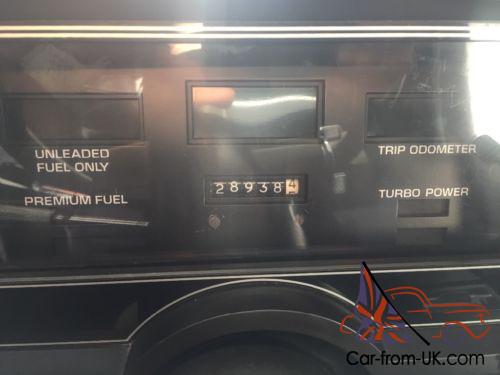 UNLEADED
FUEL ONLY
TRIP ODOMETER
28938
PREMIUM FUEL
TURBO POWER
Car-from-UK.com